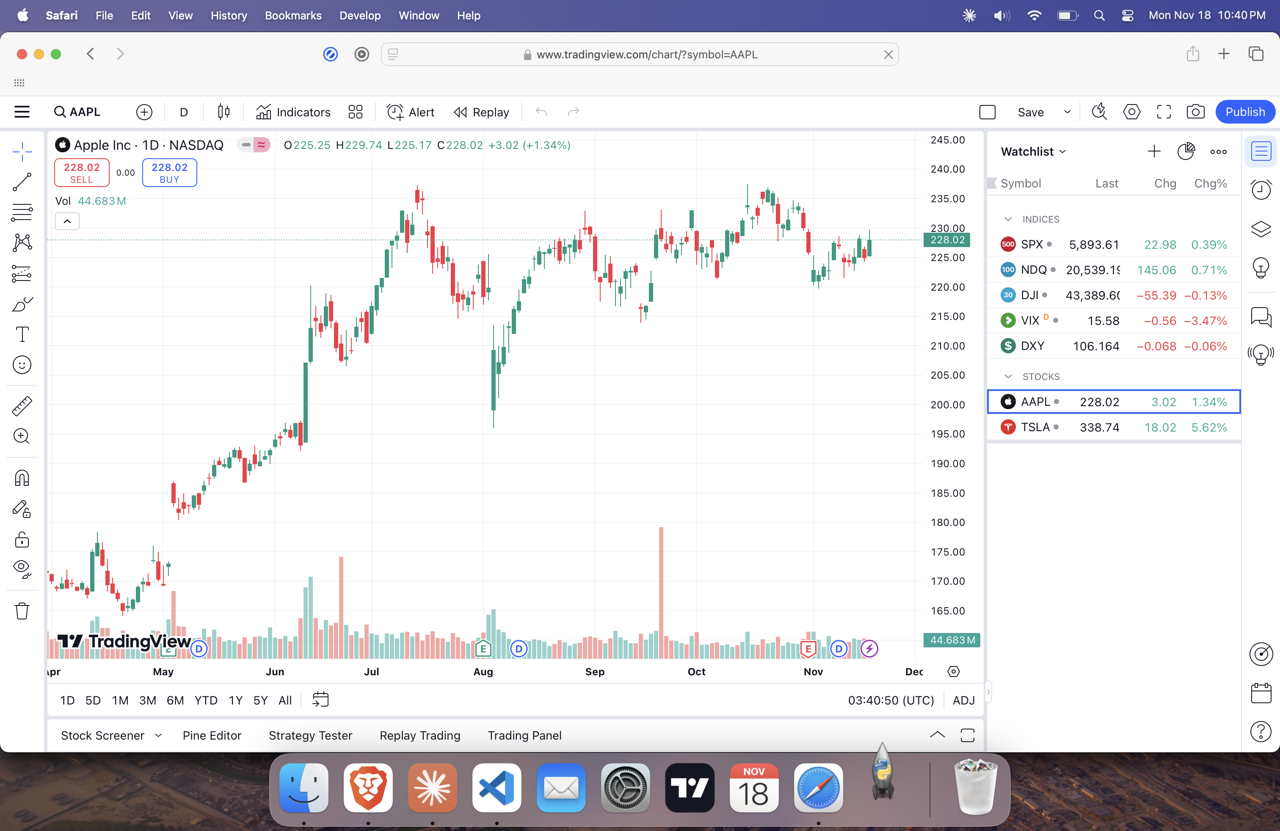 Safari File Edit View History Bookmarks Develop Window Help Mon Nov 18 10:40 PM
www.tradingview.com/chart/?symbol=AAPL
AAPL D Indicators Alert Replay Save Publish
Apple Inc · 1D · NASDAQ O225.25 H229.74 L225.17 C228.02 +3.02 (+1.34%)
228.02 0.00 228.02
SELL BUY
Vol 44.683M
245.00
240.00
235.00
230.00
228.02
225.00
220.00
215.00
210.00
205.00
200.00
195.00
190.00
185.00
180.00
175.00
170.00
165.00
44.683M
TradingView
E D E D E D
May Jun Jul Aug Sep Oct Nov
1D 5D 1M 3M 6M YTD 1Y 5Y All 03:40:50 (UTC) ADJ
Stock Screener Pine Editor Strategy Tester Replay Trading Trading Panel
Watchlist
Symbol Last Chg Chg%
INDICES
500 SPX 5,893.61 22.98 0.39%
100 NDQ 20,539.19 145.06 0.71%
30 DJI 43,389.60 −55.39 −0.13%
VIX D 15.58 −0.56 −3.47%
$ DXY 106.164 −0.068 −0.06%
STOCKS
AAPL 228.02 3.02 1.34%
TSLA 338.74 18.02 5.62%
NOV
18